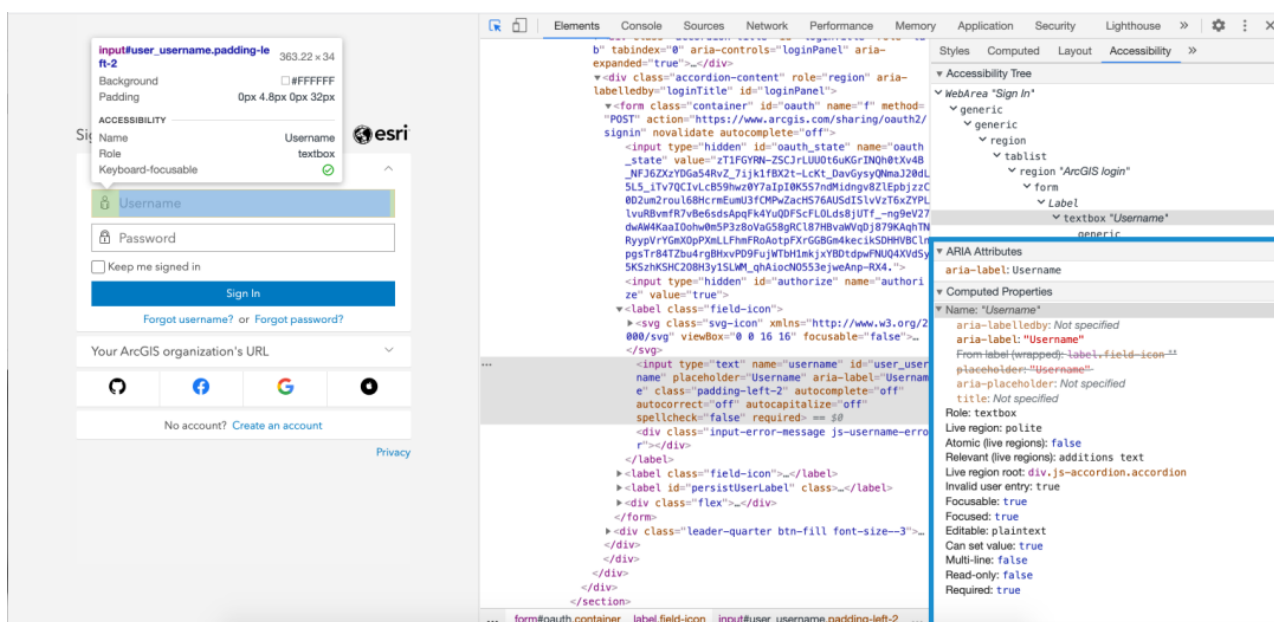 input#user_username.padding-le
ft-2
363.22 × 34
Background
#FFFFFF
Padding
0px 4.8px 0px 32px
ACCESSIBILITY
Name
Username
Role
textbox
Keyboard-focusable
esri
Username
Password
Keep me signed in
Sign In
Forgot username? or Forgot password?
Your ArcGIS organization's URL
No account? Create an account
Privacy
Elements Console Sources Network Performance Memory Application Security Lighthouse »
b" tabindex="0" aria-controls="loginPanel" aria-
expanded="true">…</div>
▼<div class="accordion-content" role="region" aria-
labelledby="loginTitle" id="loginPanel">
▼<form class="container" id="oauth" name="f" method=
"POST" action="https://www.arcgis.com/sharing/oauth2/
signin" novalidate autocomplete="off">
<input type="hidden" id="oauth_state" name="oauth
_state" value=
<input type="hidden" id="authorize" name="authori
ze" value="true">
▼<label class="field-icon">
▶<svg class="svg-icon" xmlns="http://www.w3.org/2
000/svg" viewBox="0 0 16 16" focusable="false">…
</svg>
<input type="text" name="username" id="user_user
name" placeholder="Username" aria-label="Usernam
e" class="padding-left-2" autocomplete="off"
autocorrect="off" autocapitalize="off"
spellcheck="false" required> == $0
<div class="input-error-message js-username-erro
r"></div>
</label>
▶<label class="field-icon">…</label>
▶<label id="persistUserLabel" class>…</label>
▶<div class="flex">…</div>
</form>
▶<div class="leader-quarter btn-fill font-size--3">…
</div>
</div>
</div>
</div>
</section>
… form#oauth.container label.field-icon input#user_username.padding-left-2 …
Styles Computed Layout Accessibility »
▼ Accessibility Tree
WebArea "Sign In"
generic
generic
region
tablist
region "ArcGIS login"
form
Label
textbox "Username"
generic
▼ ARIA Attributes
aria-label: Username
▼ Computed Properties
▼ Name: "Username"
aria-labelledby: Not specified
aria-label: "Username"
From label (wrapped): label.field-icon ""
placeholder: "Username"
aria-placeholder: Not specified
title: Not specified
Role: textbox
Live region: polite
Atomic (live regions): false
Relevant (live regions): additions text
Live region root: div.js-accordion.accordion
Invalid user entry: true
Focusable: true
Focused: true
Editable: plaintext
Can set value: true
Multi-line: false
Read-only: false
Required: true